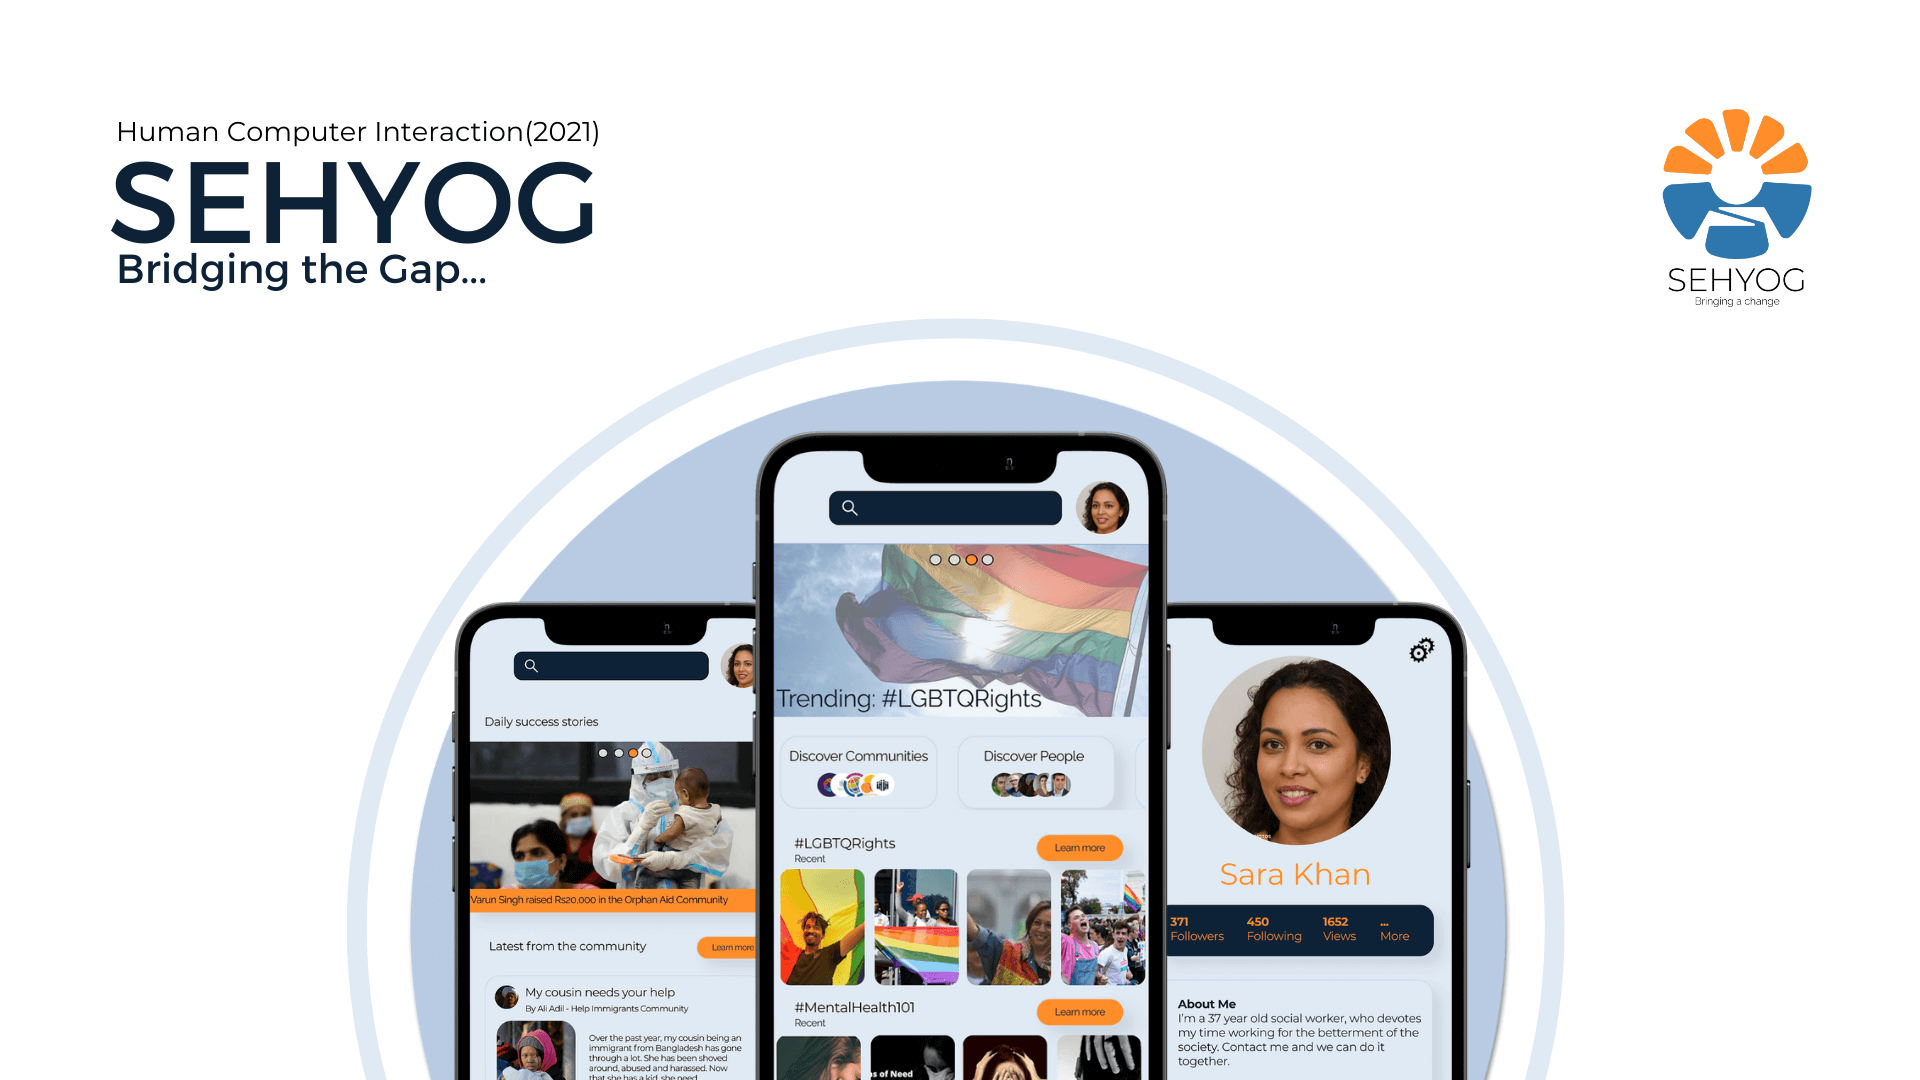 Human Computer Interaction(2021)
SEHYOG
Bridging the Gap...
SEHYOG
Bringing a change
Daily success stories
Varun Singh raised Rs20,000 in the Orphan Aid Community
Latest from the community
Learn more
My cousin needs your help
By Ali Adil - Help Immigrants Community
Over the past year, my cousin being an
immigrant from Bangladesh has gone
through a lot. She has been shoved
around, abused and harassed. Now
that she has a kid, she need
Trending: #LGBTQRights
Discover Communities
Discover People
#LGBTQRights
Recent
Learn more
#MentalHealth101
Recent
Learn more
of Need
Sara Khan
371
Followers
450
Following
1652
Views
...
More
About Me
I'm a 37 year old social worker, who devotes
my time working for the betterment of the
society. Contact me and we can do it
together.